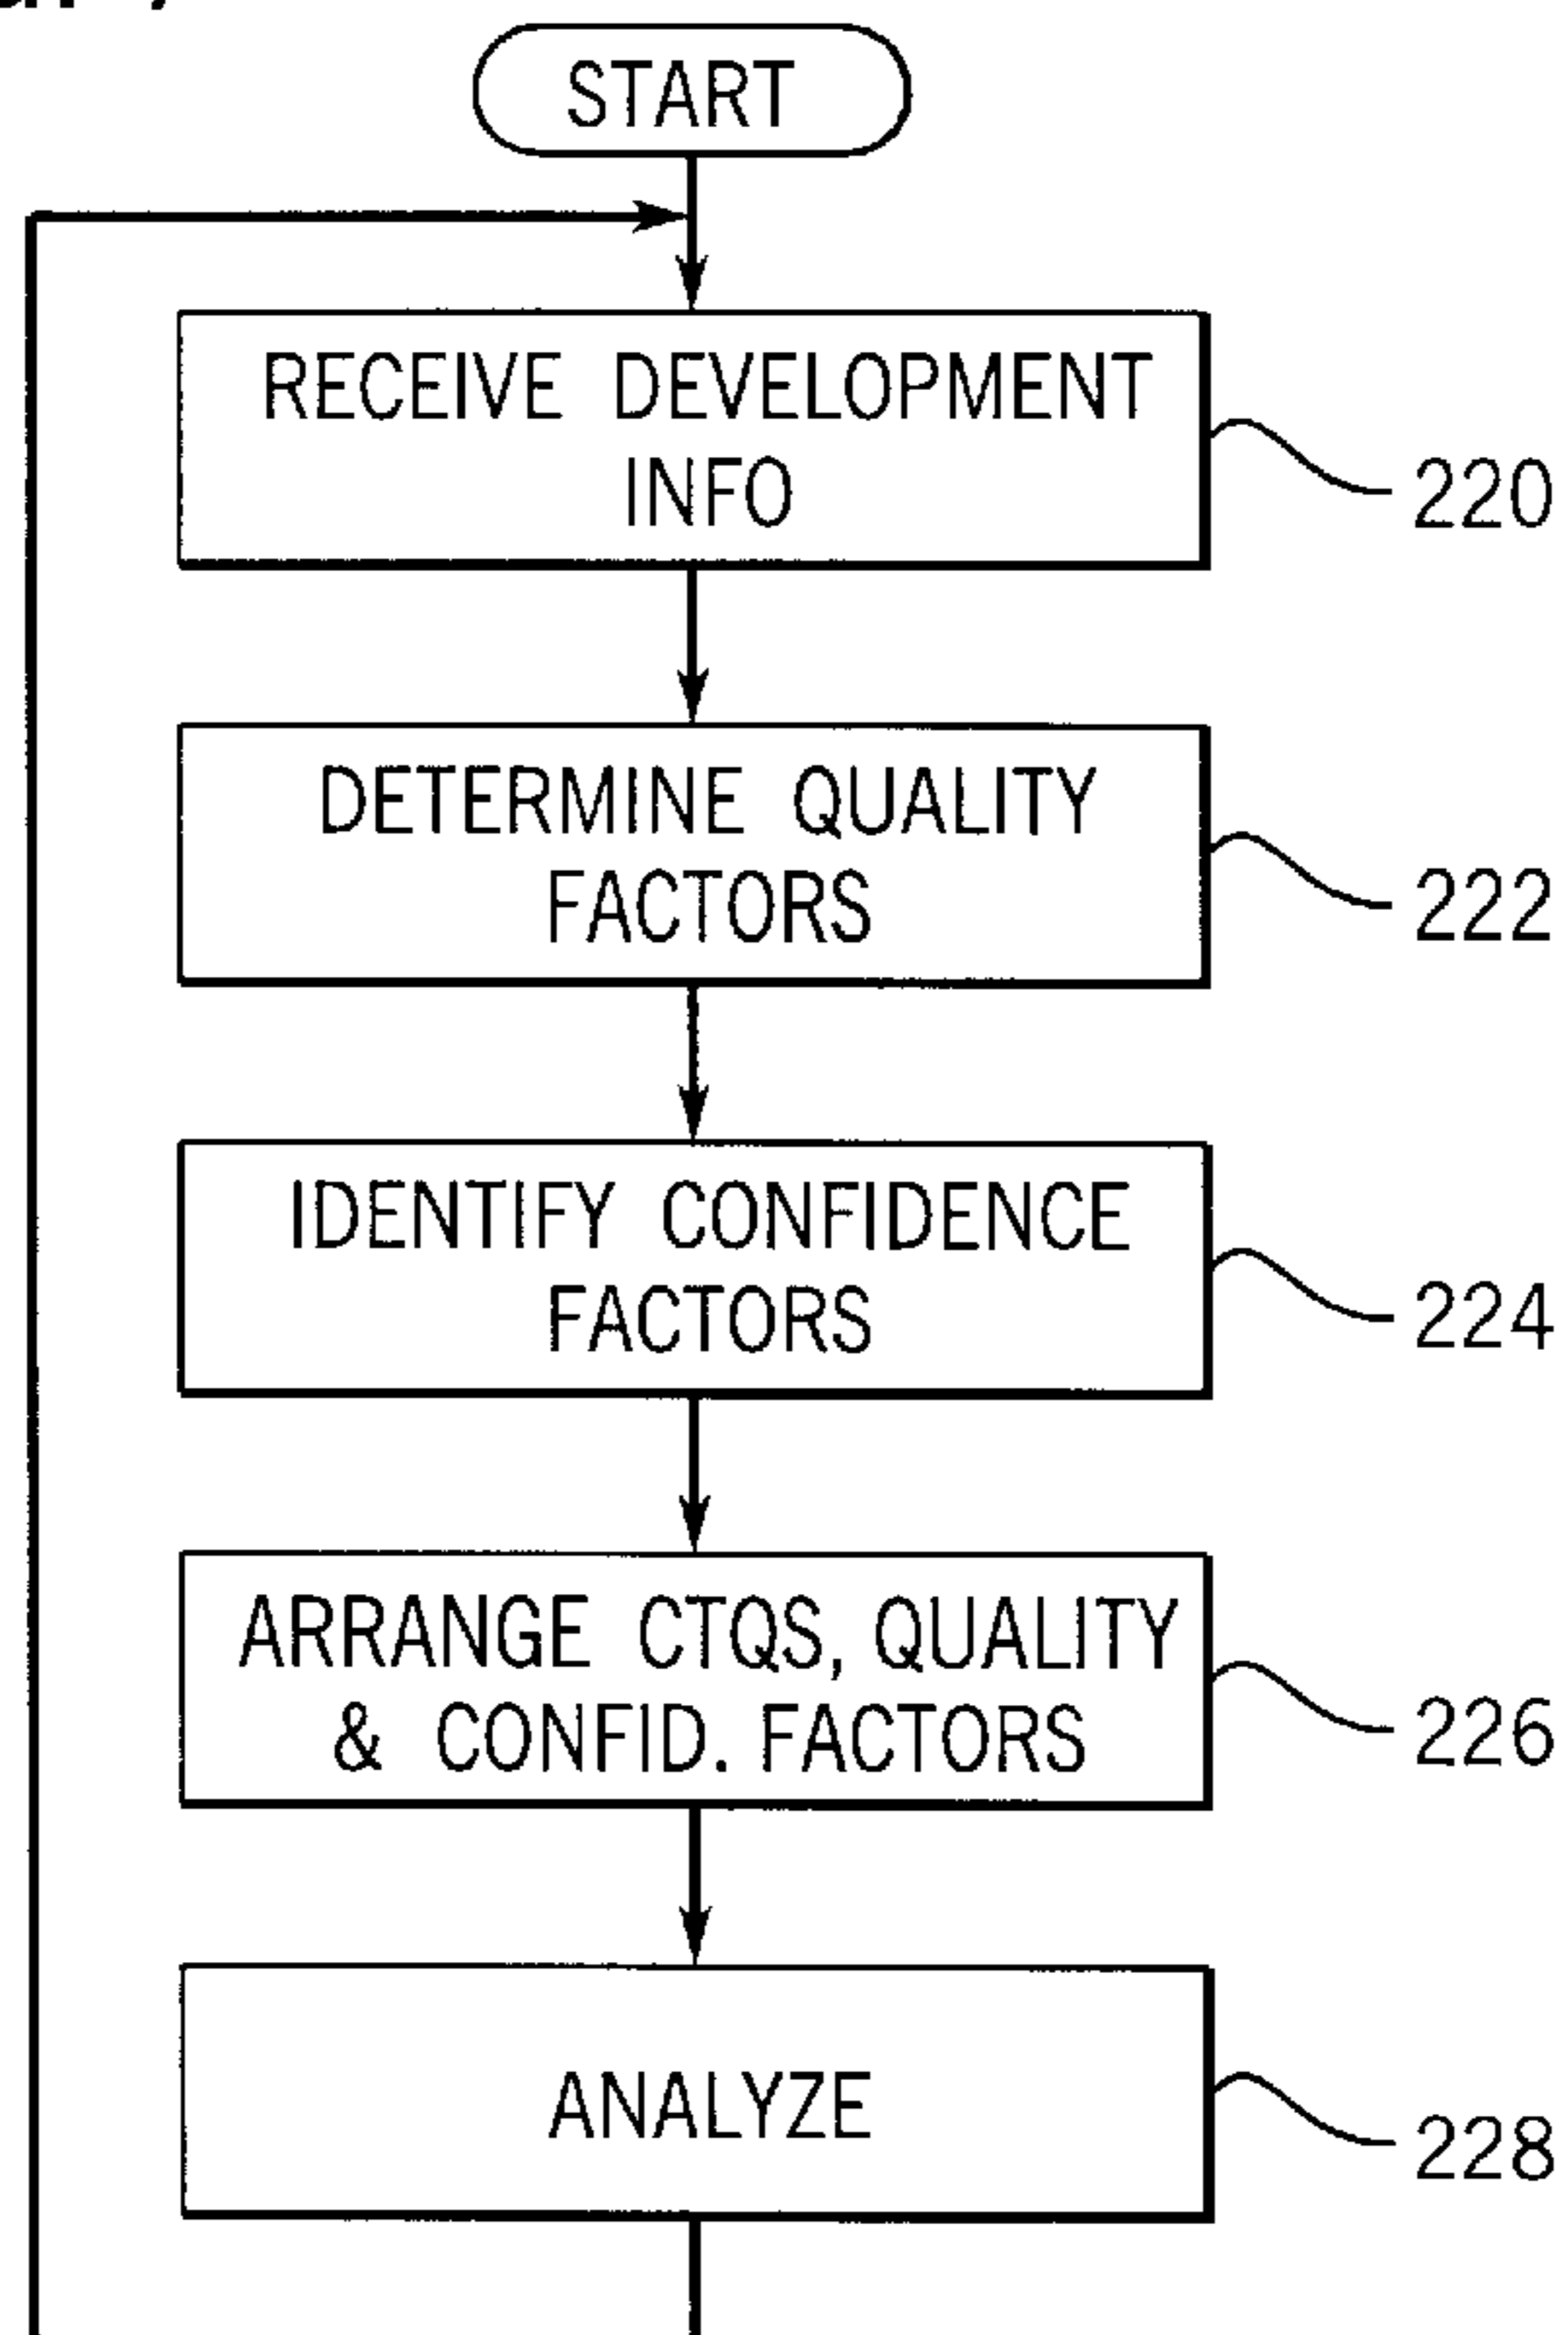 START
RECEIVE DEVELOPMENT
INFO
220
DETERMINE QUALITY
FACTORS
222
IDENTIFY CONFIDENCE
FACTORS
224
ARRANGE CTQS, QUALITY
& CONFID. FACTORS
226
ANALYZE
228